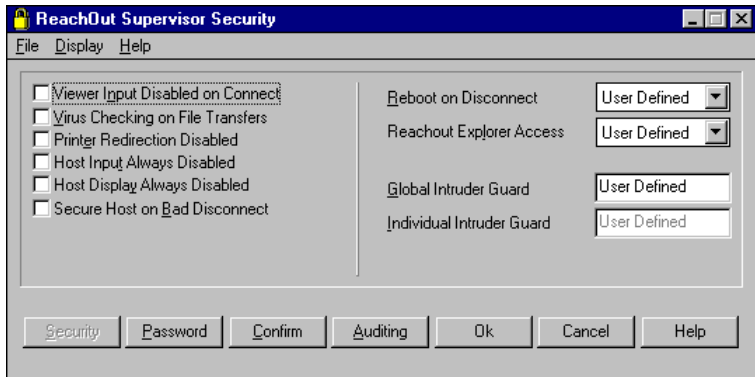 ReachOut Supervisor Security
File Display Help
Viewer Input Disabled on Connect
Virus Checking on File Transfers
Printer Redirection Disabled
Host Input Always Disabled
Host Display Always Disabled
Secure Host on Bad Disconnect
Reboot on Disconnect User Defined
Reachout Explorer Access User Defined
Global Intruder Guard User Defined
Individual Intruder Guard User Defined
Security Password Confirm Auditing Ok Cancel Help